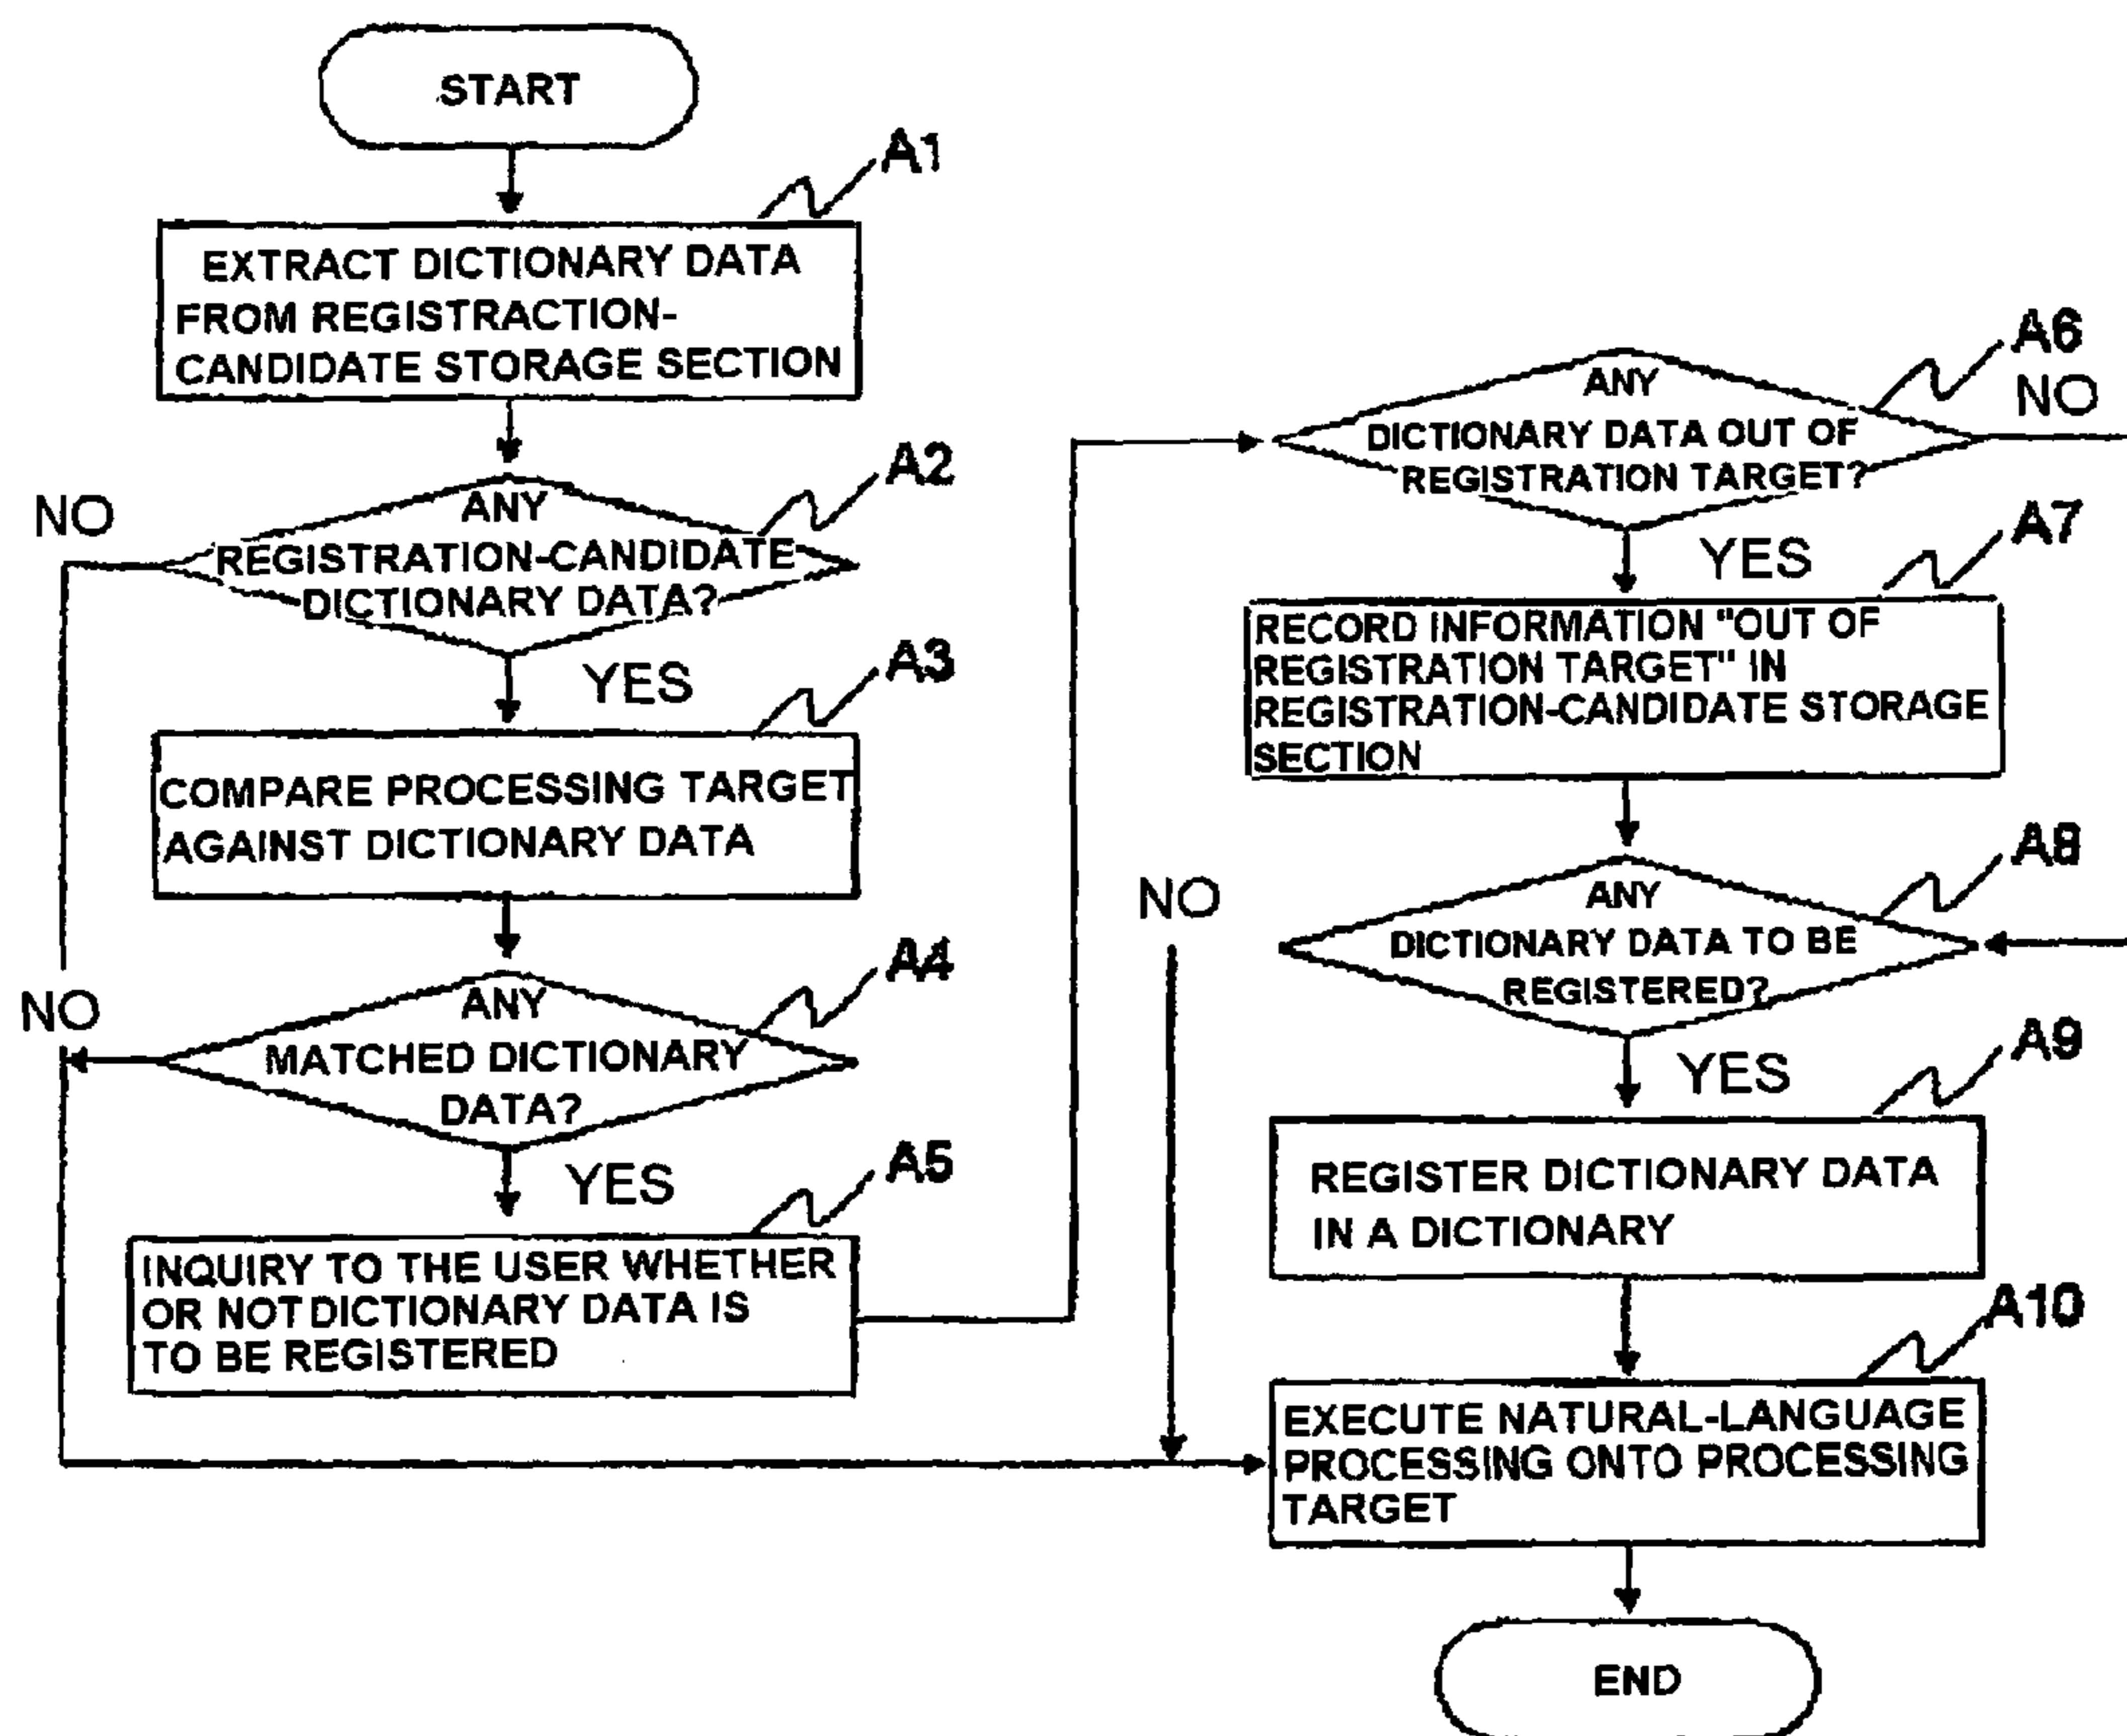 START
A1
EXTRACT DICTIONARY DATA
FROM REGISTRACTION-
CANDIDATE STORAGE SECTION
A2
NO
ANY
REGISTRATION-CANDIDATE
DICTIONARY DATA?
YES
A3
COMPARE PROCESSING TARGET
AGAINST DICTIONARY DATA
A4
NO
ANY
MATCHED DICTIONARY
DATA?
YES
A5
INQUIRY TO THE USER WHETHER
OR NOT DICTIONARY DATA IS
TO BE REGISTERED
A6
NO
ANY
DICTIONARY DATA OUT OF
REGISTRATION TARGET?
YES
A7
RECORD INFORMATION "OUT OF
REGISTRATION TARGET" IN
REGISTRATION-CANDIDATE STORAGE
SECTION
A8
NO
ANY
DICTIONARY DATA TO BE
REGISTERED?
YES
A9
REGISTER DICTIONARY DATA
IN A DICTIONARY
A10
EXECUTE NATURAL-LANGUAGE
PROCESSING ONTO PROCESSING
TARGET
END